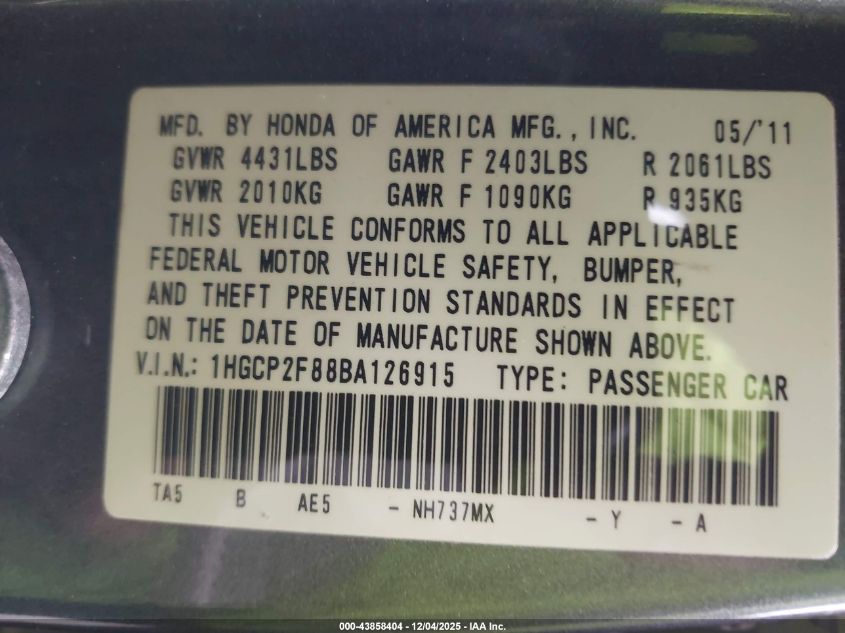 MFD. BY HONDA OF AMERICA MFG., INC. 05/'11
GVWR 4431LBS GAWR F 2403LBS R 2061LBS
GVWR 2010KG GAWR F 1090KG R 935KG
THIS VEHICLE CONFORMS TO ALL APPLICABLE
FEDERAL MOTOR VEHICLE SAFETY, BUMPER,
AND THEFT PREVENTION STANDARDS IN EFFECT
ON THE DATE OF MANUFACTURE SHOWN ABOVE.
V.I.N.: 1HGCP2F88BA126915 TYPE: PASSENGER CAR
TA5 B AE5 - NH737MX - Y - A
000-43858404 - 12/04/2025 - IAA Inc.